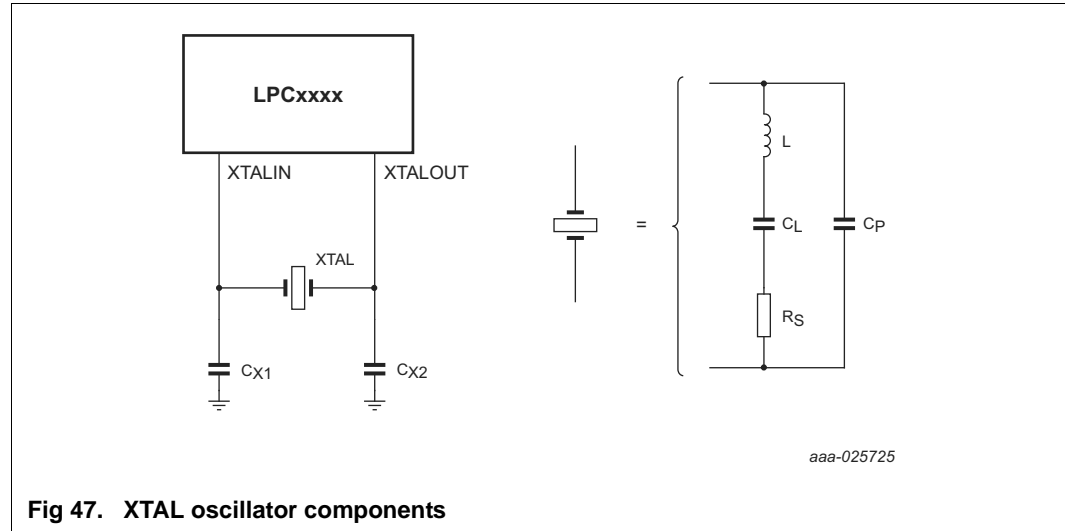 LPCxxxx
XTALIN
XTALOUT
XTAL
CX1
CX2
=
L
CL
CP
RS
aaa-025725
Fig 47. XTAL oscillator components